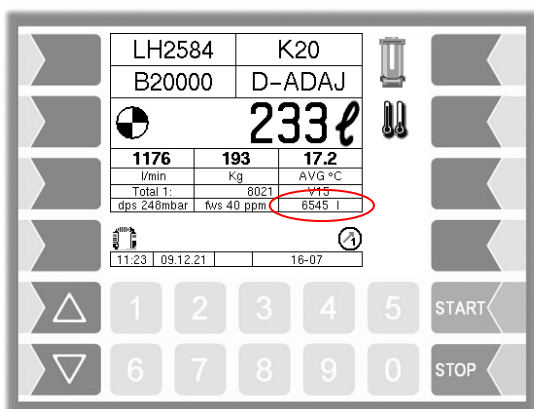 LH2584 K20
B20000 D-ADAJ
233ℓ
1176 193 17.2
l/min Kg AVG °C
Total 1: 8021 V15
dps 248mbar fws 40 ppm 6545 l
1
11:23 09.12.21 16-07
1 2 3 4 5 START
6 7 8 9 0 STOP